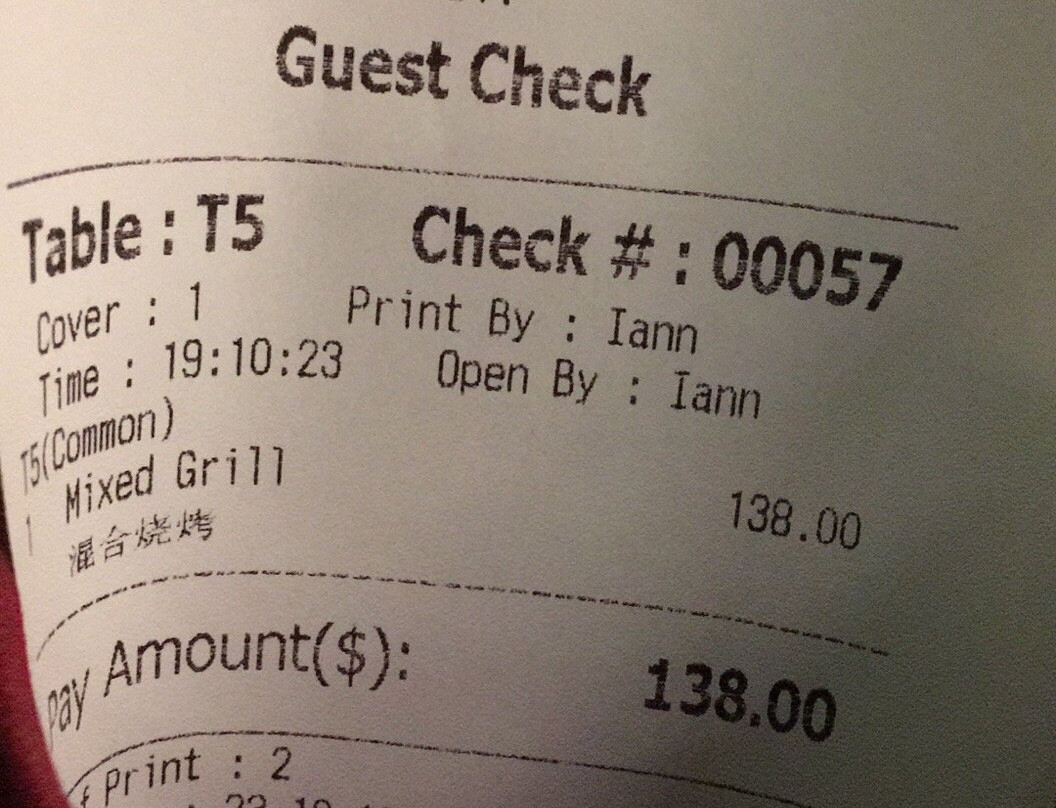 Guest Check
Table : T5 Check # : 00057
Cover : 1 Print By : Iann
Time : 19:10:23 Open By : Iann
T5(Common)
1 Mixed Grill 138.00
混合烧烤
Pay Amount($): 138.00
Print : 2